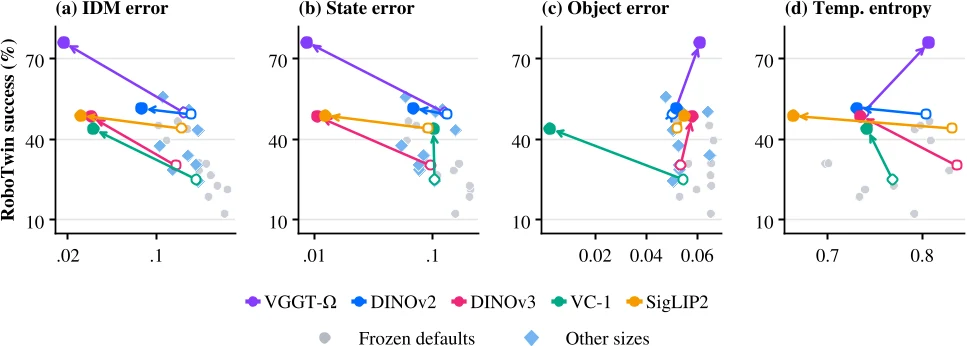 (a) IDM error
(b) State error
(c) Object error
(d) Temp. entropy
RoboTwin success (%)
70
40
10
70
40
10
70
40
10
70
40
10
.02 .1
.01 .1
0.02 0.04 0.06
0.7 0.8
VGGT-Ω DINOv2 DINOv3 VC-1 SigLIP2
Frozen defaults Other sizes